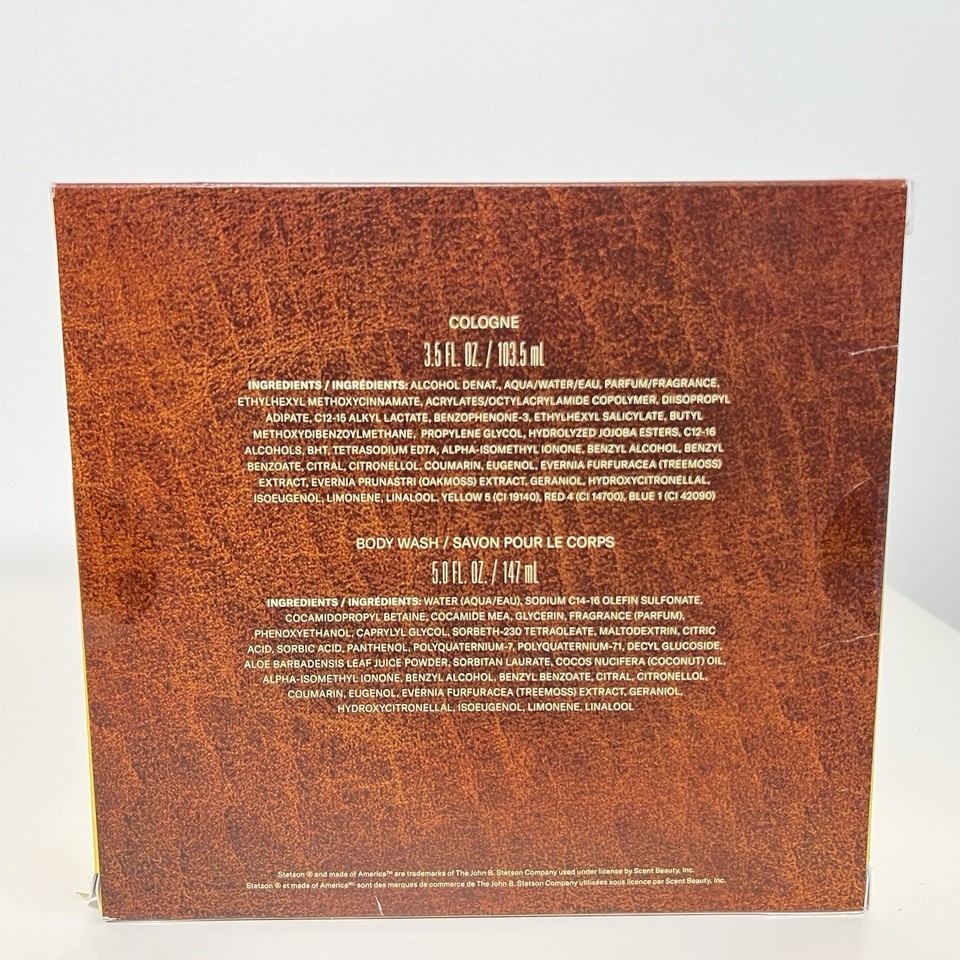 COLOGNE
3.5 FL. OZ. / 103.5 mL
INGREDIENTS / INGRÉDIENTS: ALCOHOL DENAT., AQUA/WATER/EAU, PARFUM/FRAGRANCE,
ETHYLHEXYL METHOXYCINNAMATE, ACRYLATES/OCTYLACRYLAMIDE COPOLYMER, DIISOPROPYL
ADIPATE, C12-15 ALKYL LACTATE, BENZOPHENONE-3, ETHYLHEXYL SALICYLATE, BUTYL
METHOXYDIBENZOYLMETHANE, PROPYLENE GLYCOL, HYDROLYZED JOJOBA ESTERS, C12-16
ALCOHOLS, BHT, TETRASODIUM EDTA, ALPHA-ISOMETHYL IONONE, BENZYL ALCOHOL, BENZYL
BENZOATE, CITRAL, CITRONELLOL, COUMARIN, EUGENOL, EVERNIA FURFURACEA (TREEMOSS)
EXTRACT, EVERNIA PRUNASTRI (OAKMOSS) EXTRACT, GERANIOL, HYDROXYCITRONELLAL,
ISOEUGENOL, LIMONENE, LINALOOL, YELLOW 5 (CI 19140), RED 4 (CI 14700), BLUE 1 (CI 42090)
BODY WASH / SAVON POUR LE CORPS
5.0 FL. OZ. / 147 mL
INGREDIENTS / INGRÉDIENTS: WATER (AQUA/EAU), SODIUM C14-16 OLEFIN SULFONATE,
COCAMIDOPROPYL BETAINE, COCAMIDE MEA, GLYCERIN, FRAGRANCE (PARFUM),
PHENOXYETHANOL, CAPRYLYL GLYCOL, SORBETH-230 TETRAOLEATE, MALTODEXTRIN, CITRIC
ACID, SORBIC ACID, PANTHENOL, POLYQUATERNIUM-7, POLYQUATERNIUM-71, DECYL GLUCOSIDE,
ALOE BARBADENSIS LEAF JUICE POWDER, SORBITAN LAURATE, COCOS NUCIFERA (COCONUT) OIL,
ALPHA-ISOMETHYL IONONE, BENZYL ALCOHOL, BENZYL BENZOATE, CITRAL, CITRONELLOL,
COUMARIN, EUGENOL, EVERNIA FURFURACEA (TREEMOSS) EXTRACT, GERANIOL,
HYDROXYCITRONELLAL, ISOEUGENOL, LIMONENE, LINALOOL
Stetson ® and made of America™ are trademarks of The John B. Stetson Company used under license by Scent Beauty, Inc.
Stetson ® et made of America ᴹᶜ sont des marques de commerce de The John B. Stetson Company utilisées sous licence par Scent Beauty, Inc.